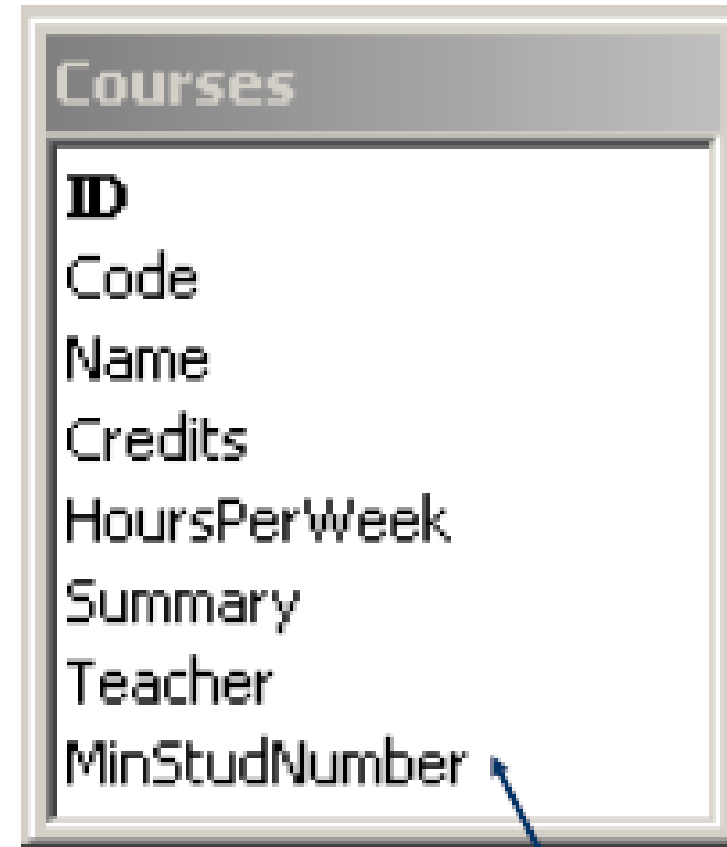 Courses
ID
Code
Name
Credits
HoursPerWeek
Summary
Teacher
MinStudNumber